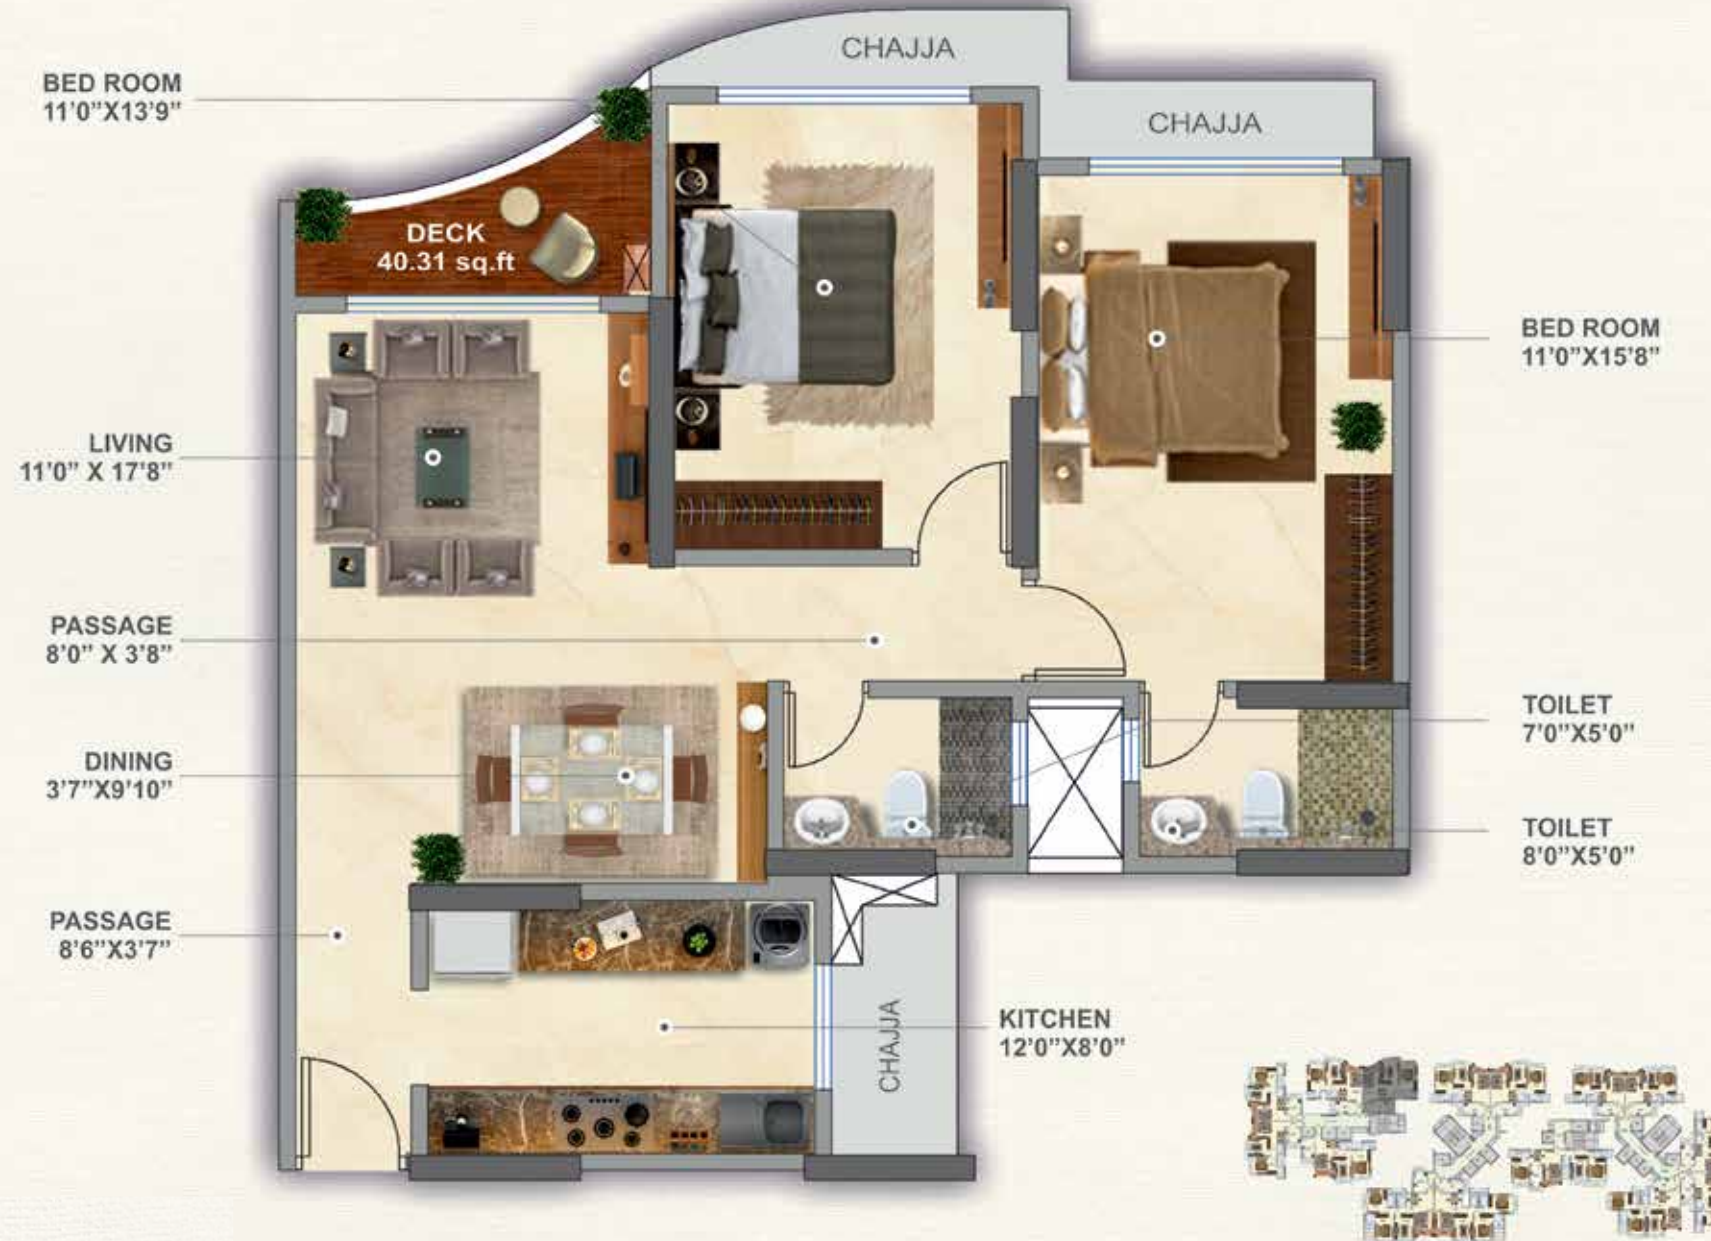 CHAJJA
BED ROOM
11'0"X13'9"
CHAJJA
DECK
40.31 sq.ft
BED ROOM
11'0"X15'8"
LIVING
11'0" X 17'8"
PASSAGE
8'0" X 3'8"
TOILET
7'0"X5'0"
DINING
3'7"X9'10"
TOILET
8'0"X5'0"
PASSAGE
8'6"X3'7"
KITCHEN
12'0"X8'0"
CHAJJA